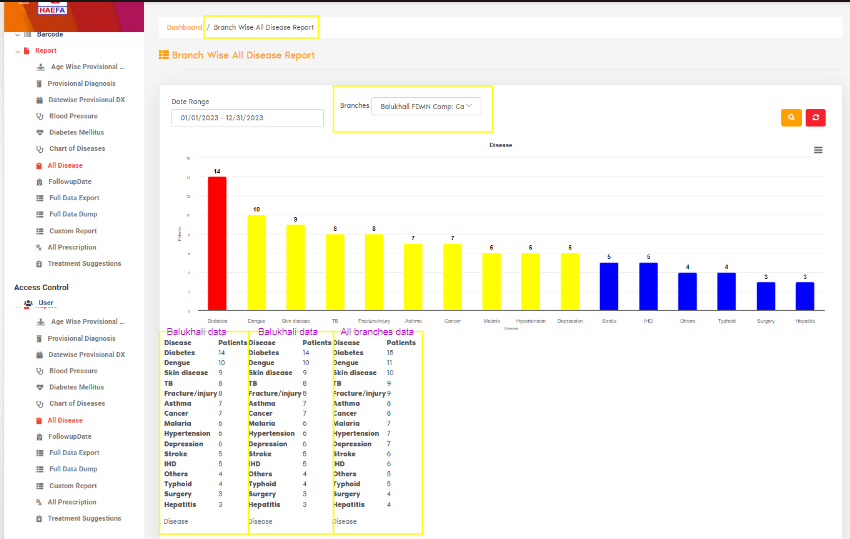 HAEFA
Barcode
Report
Age Wise Provisional ...
Provisional Diagnosis
Datewise Provisional DX
Blood Pressure
Diabetes Mellitus
Chart of Diseases
All Disease
FollowupDate
Full Data Export
Full Data Dump
Custom Report
All Prescription
Treatment Suggestions
Access Control
User
Age Wise Provisional ...
Provisional Diagnosis
Datewise Provisional DX
Blood Pressure
Diabetes Mellitus
Chart of Diseases
All Disease
FollowupDate
Full Data Export
Full Data Dump
Custom Report
All Prescription
Treatment Suggestions
Dashboard / Branch Wise All Disease Report
Branch Wise All Disease Report
Date Range
01/01/2023 - 12/31/2023
Branches Balukhali FDMN Camp: Ca
Disease
Patients
16
14
12
10
8
6
4
2
0
14 10 9 8 8 7 7 6 6 6 5 5 4 4 3 3
Diabetes Dengue Skin disease TB Fracture/injury Asthma Cancer Malaria Hypertension Depression Stroke IHD Others Typhoid Surgery Hepatitis
Disease
Balukhali data Balukhali data All branches data
Disease Patients Disease Patients Disease Patients
Diabetes 14 Diabetes 14 Diabetes 15
Dengue 10 Dengue 10 Dengue 11
Skin disease 9 Skin disease 9 Skin disease 10
TB 8 TB 8 TB 9
Fracture/injury 8 Fracture/injury 8 Fracture/injury 9
Asthma 7 Asthma 7 Asthma 8
Cancer 7 Cancer 7 Cancer 8
Malaria 6 Malaria 6 Malaria 7
Hypertension 6 Hypertension 6 Hypertension 7
Depression 6 Depression 6 Depression 7
Stroke 5 Stroke 5 Stroke 6
IHD 5 IHD 5 IHD 6
Others 4 Others 4 Others 5
Typhoid 4 Typhoid 4 Typhoid 5
Surgery 3 Surgery 3 Surgery 4
Hepatitis 3 Hepatitis 3 Hepatitis 4
Disease Disease Disease